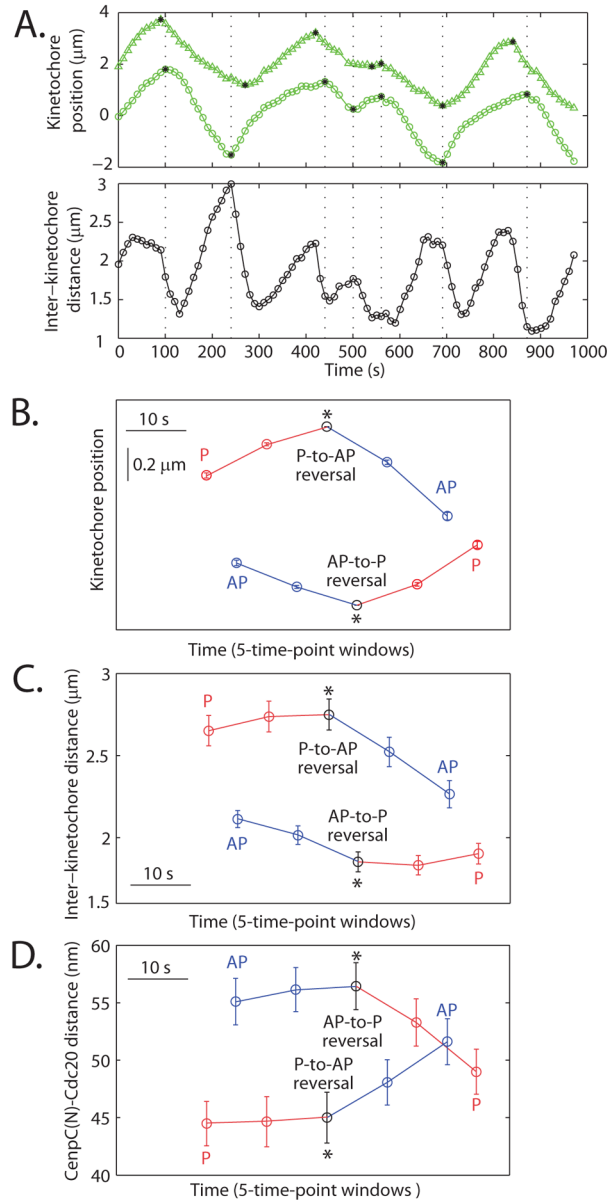 A.
Kinetochore
position (μm)
4
2
0
−2
Inter−kinetochore
distance (μm)
3
2.5
2
1.5
1
0 100 200 300 400 500 600 700 800 900 1000
Time (s)
B.
Kinetochore position
10 s
0.2 μm
P
*
P-to-AP
reversal
AP
AP
AP-to-P
reversal
*
P
Time (5-time-point windows)
C.
Inter−kinetochore distance (μm)
3
2.5
2
1.5
P
*
P-to-AP
reversal
AP
AP
AP-to-P
reversal
*
P
10 s
Time (5-time-point windows)
D.
CenpC(N)-Cdc20 distance (nm)
60
55
50
45
40
10 s
AP
*
AP-to-P
reversal
AP
P-to-AP
reversal
P
*
P
Time (5-time-point windows )